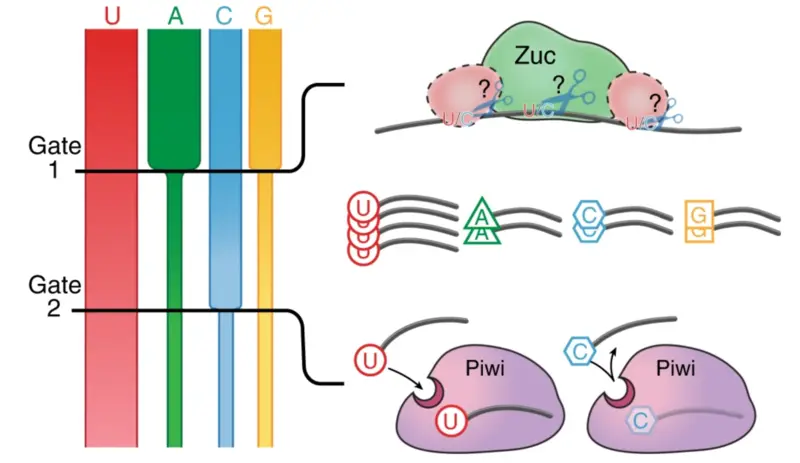 U A C G
Gate
1
Gate
2
Zuc
? ? ?
U/C U/C U/C
U A C G
U A C G
U
U
U
Piwi
U
C
Piwi
C